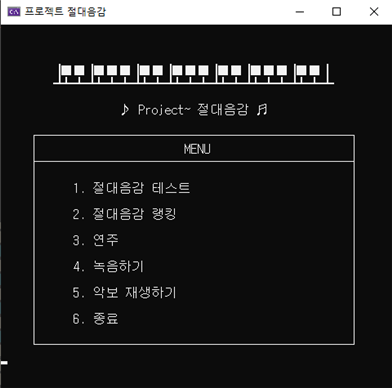 프로젝트 절대음감
♪ Project~ 절대음감 ♬
MENU
1. 절대음감 테스트
2. 절대음감 랭킹
3. 연주
4. 녹음하기
5. 악보 재생하기
6. 종료